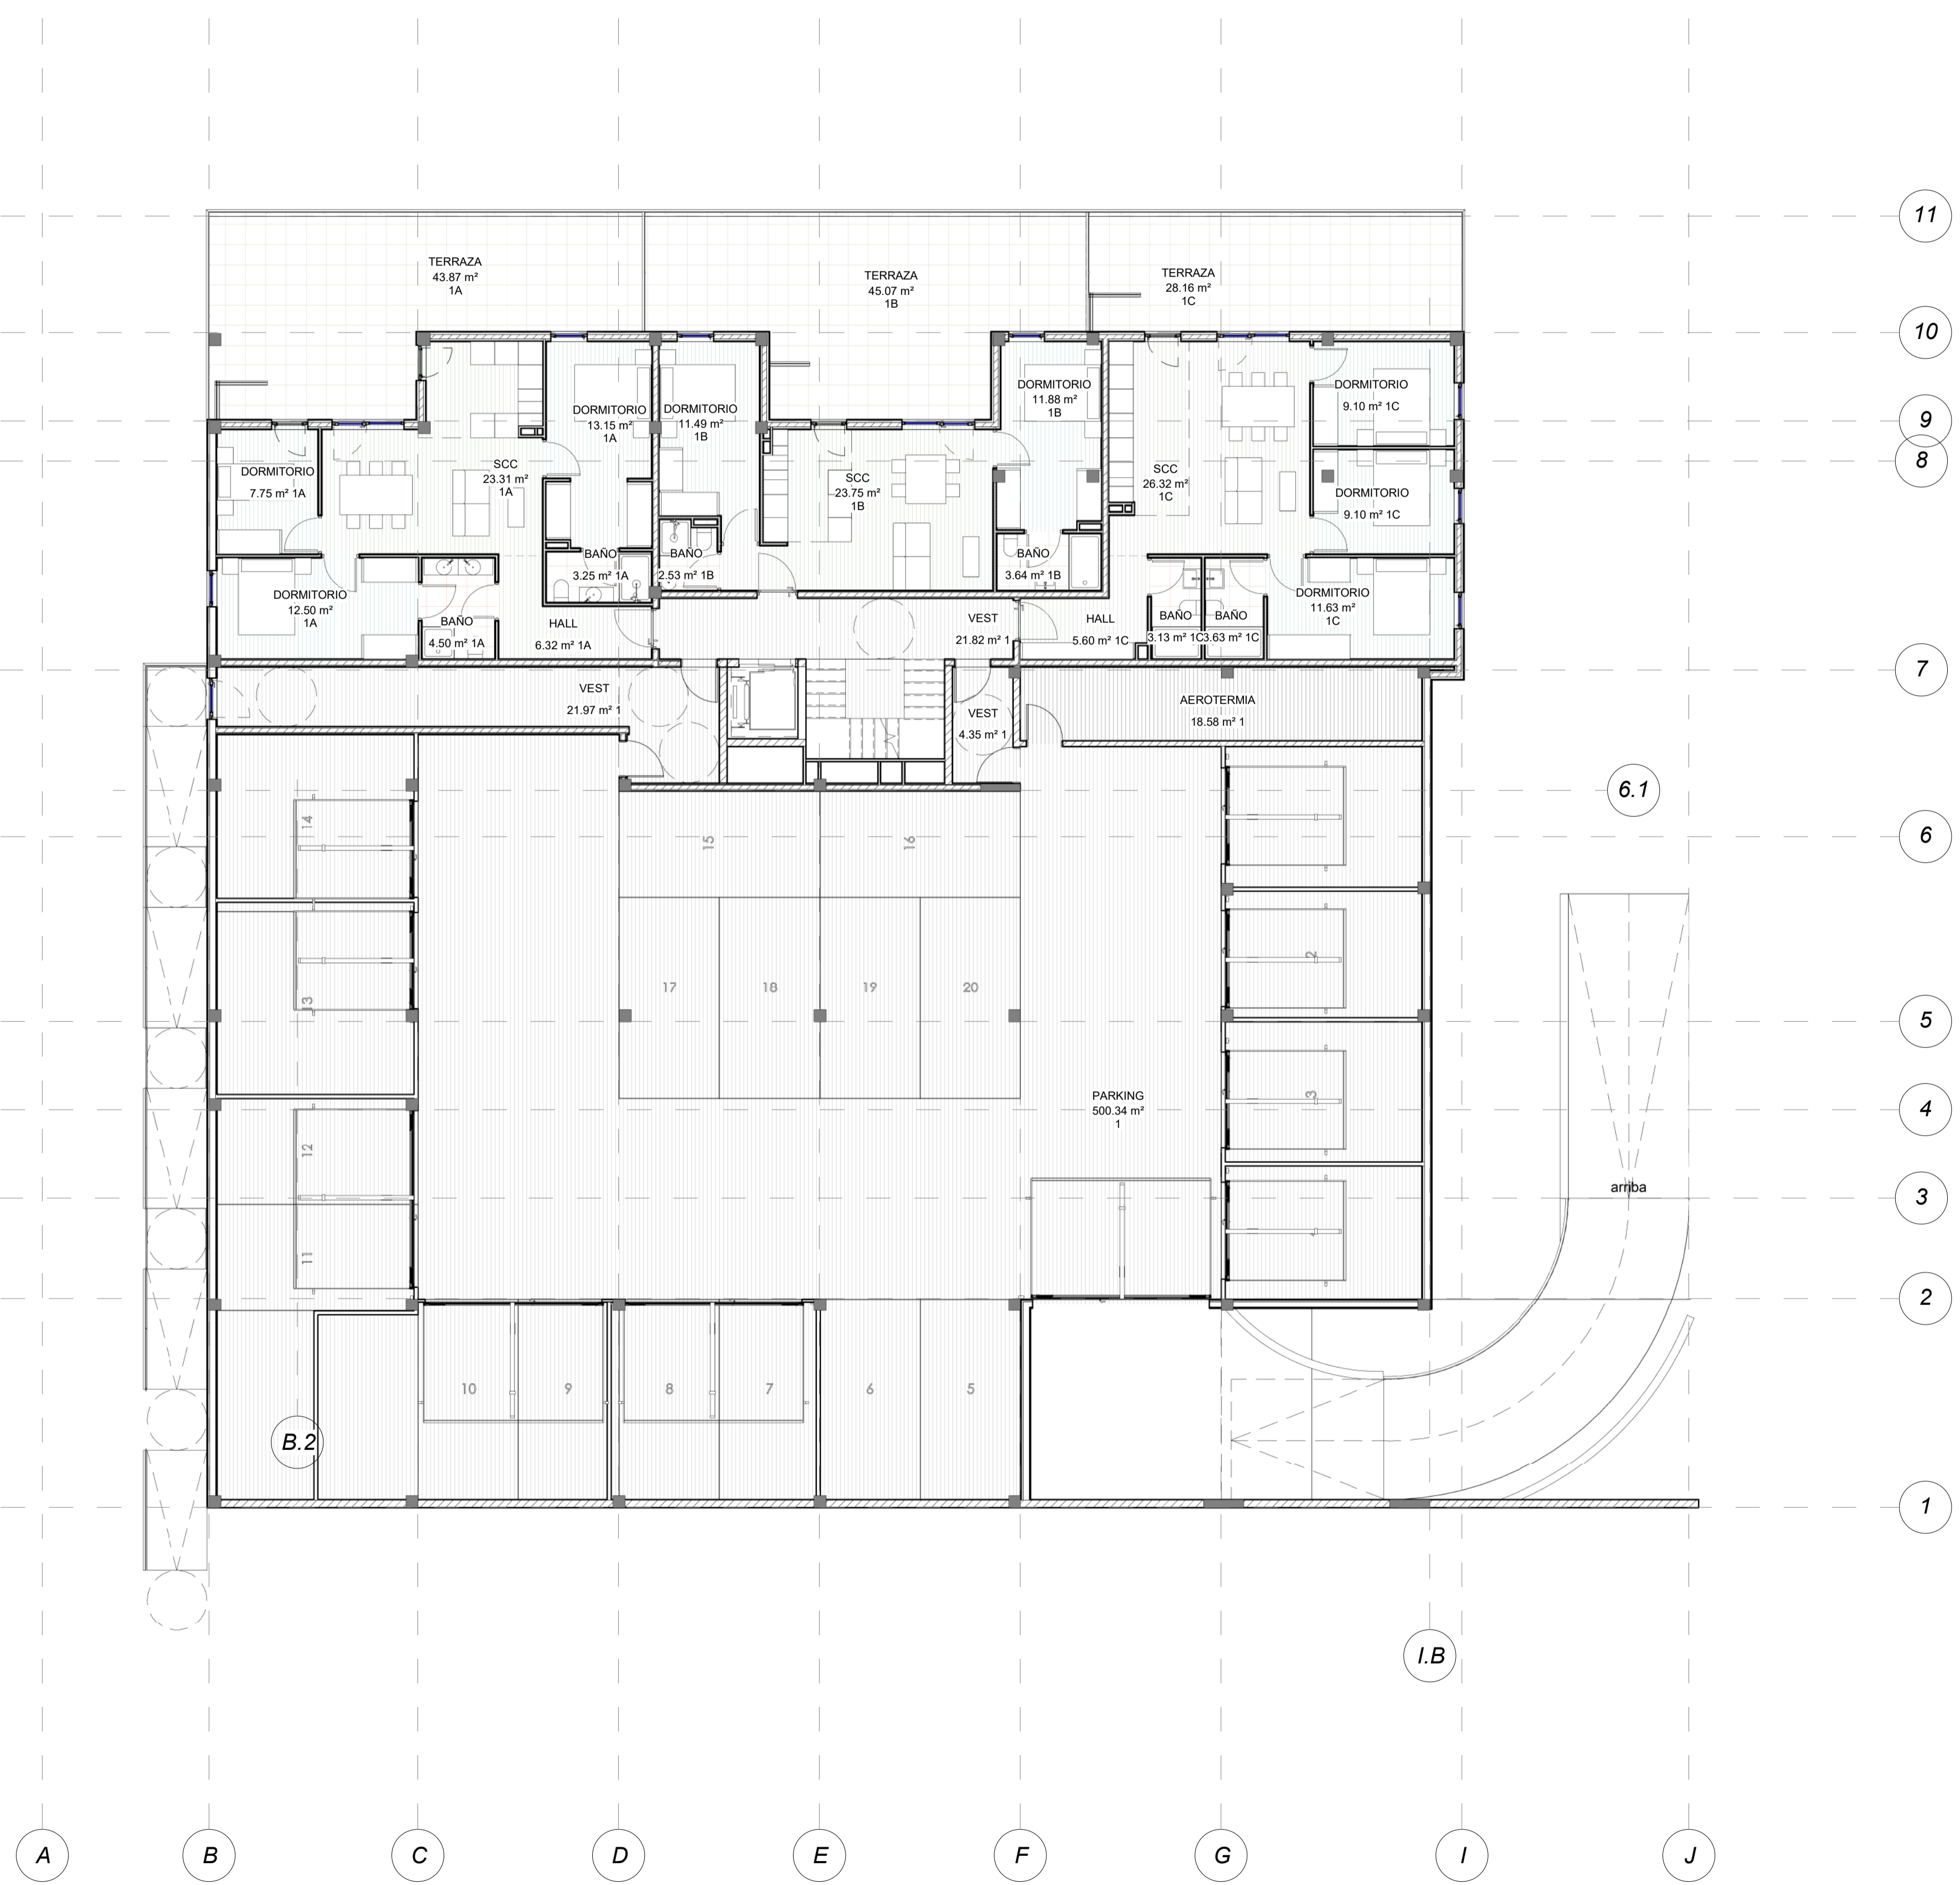 11
TERRAZA
43.87 m²
1A
TERRAZA
45.07 m²
1B
TERRAZA
28.16 m²
1C
10
DORMITORIO
13.15 m²
1A
DORMITORIO
11.49 m²
1B
DORMITORIO
11.88 m²
1B
DORMITORIO
9.10 m² 1C
9
DORMITORIO
7.75 m² 1A
SCC
23.31 m²
1A
SCC
23.75 m²
1B
SCC
26.32 m²
1C
8
DORMITORIO
9.10 m² 1C
BAÑO
3.25 m² 1A
BAÑO
2.53 m² 1B
BAÑO
3.64 m² 1B
DORMITORIO
12.50 m²
1A
BAÑO
4.50 m² 1A
HALL
6.32 m² 1A
VEST
21.82 m² 1
HALL
5.60 m² 1C
BAÑO
3.13 m² 1C
BAÑO
3.63 m² 1C
DORMITORIO
11.63 m²
1C
7
VEST
21.97 m² 1
VEST
4.35 m² 1
AEROTERMIA
18.58 m² 1
6.1
14
15
16
6
13
17
18
19
20
2
5
PARKING
500.34 m²
1
3
4
12
11
arriba
3
2
10
9
8
7
6
5
B.2
1
I.B
A
B
C
D
E
F
G
I
J